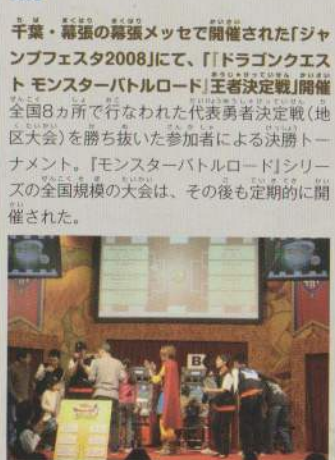 千葉・幕張の幕張メッセで開催された「ジャ
ンプフェスタ2008」にて、「『ドラゴンクエス
ト モンスターバトルロード』王者決定戦」開催
全国8ヵ所で行なわれた代表勇者決定戦(地
区大会)を勝ち抜いた参加者による決勝トー
ナメント。『モンスターバトルロード』シリー
ズの全国規模の大会は、その後も定期的に開
催された。
B